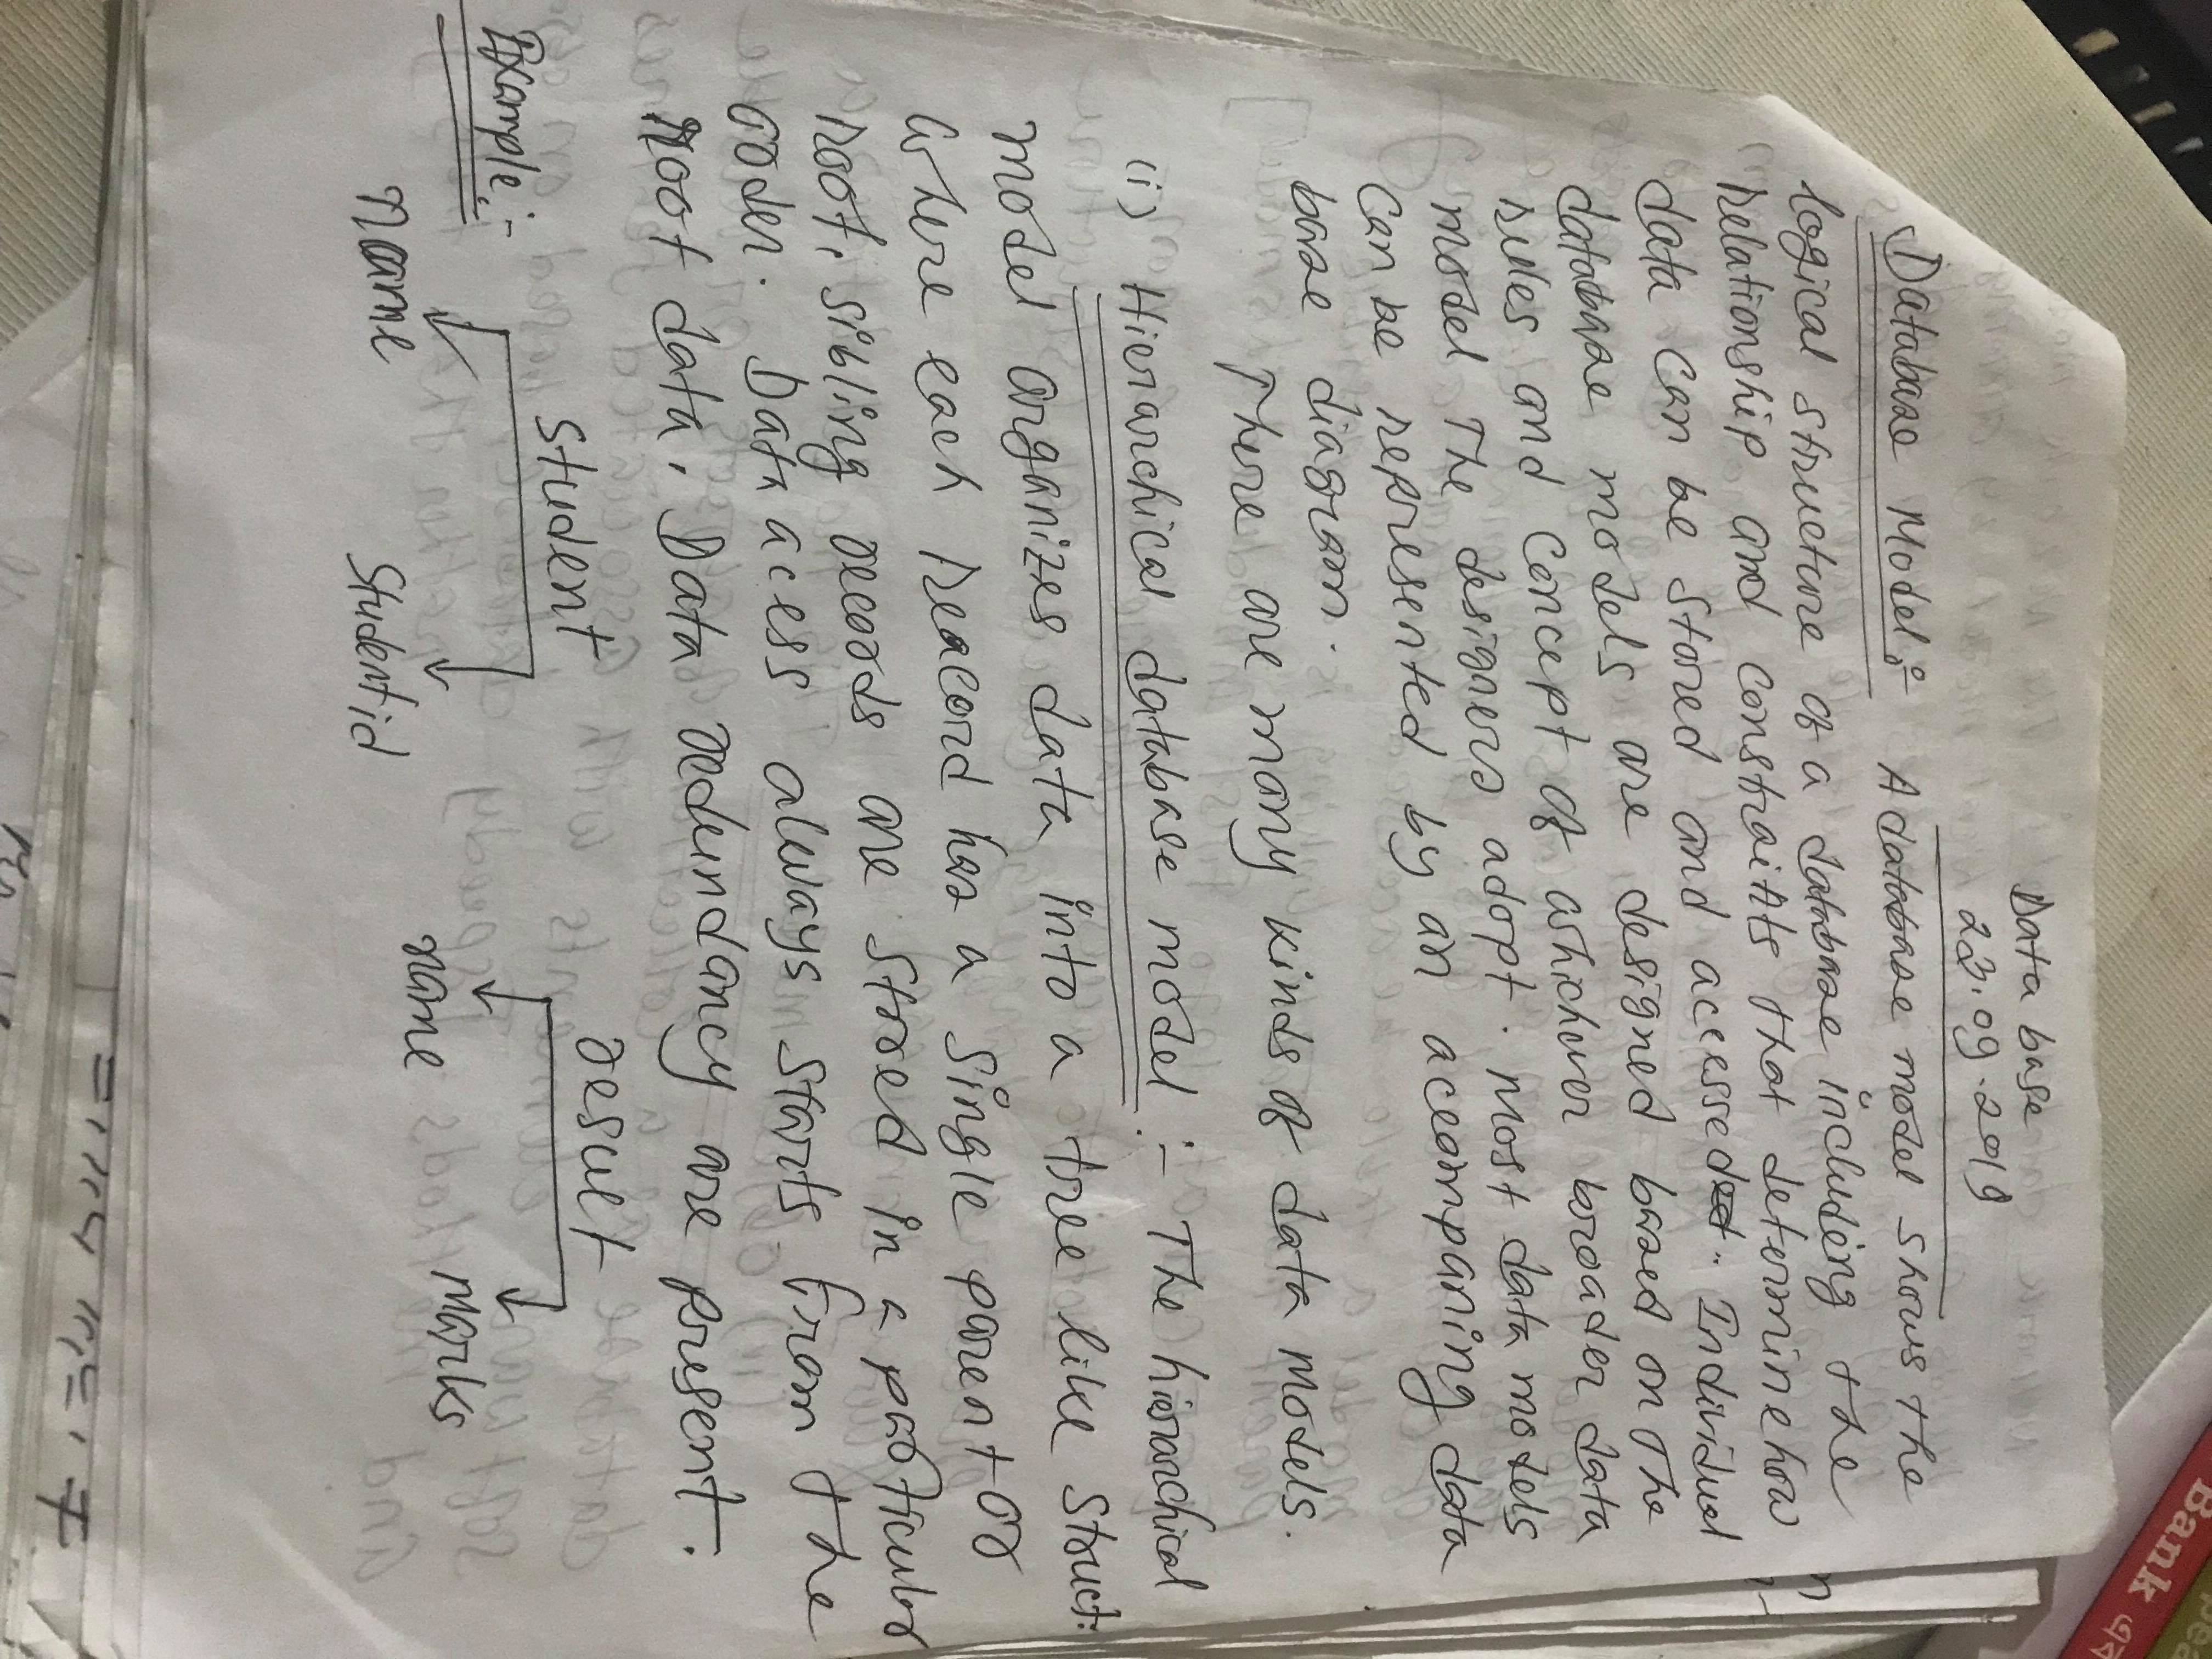 Bank এব
Data base
23.09.2019
Database Model :- A database model shows the
logical structure of a database including the
relationship and constraints that determine how
data can be stored and accessed. Individual
database models are designed based on the
rules and concept of whichever broader data
model The designers adopt. Most data models
can be represented by an accompaning data
base diagram.
There are many kinds of data models.
(i) Hierarchical database model :- The hierarchical
model organizes data into a tree like struct:
where each reacord has a single parent or
root. sibling records are stored in a particular
order. Data acess always starts from the
root data. Data redundancy are present.
Example:- student result
name Student id name Marks